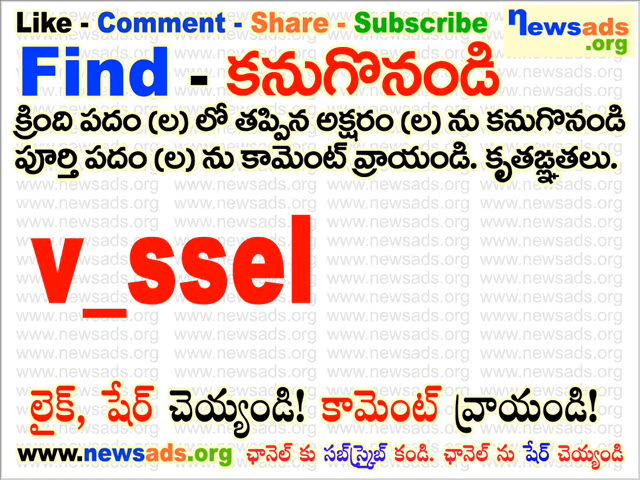 Like - Comment - Share - Subscribe
newsads
.org
Find - కనుగొనండి
క్రింది పదం (ల) లో తప్పిన అక్షరం (ల) ను కనుగొనండి
పూర్తి పదం (ల) ను కామెంట్ వ్రాయండి. కృతఙ్ఞతలు.
v_ssel
లైక్, షేర్ చెయ్యండి! కామెంట్ వ్రాయండి!
www.newsads.org ఛానెల్ కు సబ్‌స్క్రైబ్ కండి. ఛానెల్ ను షేర్ చెయ్యండి